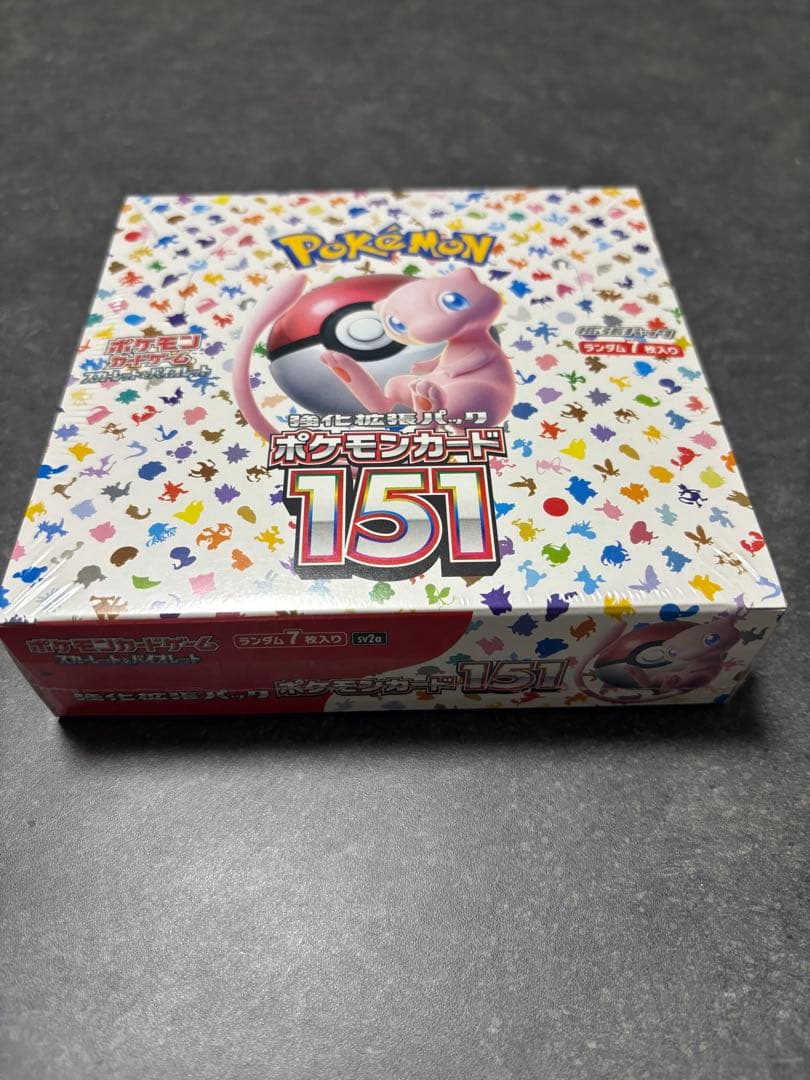 POKéMON
ポケモン
カードゲーム
スカーレット&バイオレット
拡張パック
ランダム7枚入り
強化拡張パック
ポケモンカード
151
ポケモンカードゲーム
スカーレット&バイオレット
ランダム7枚入り
SV2a
強化拡張パック
ポケモンカード151